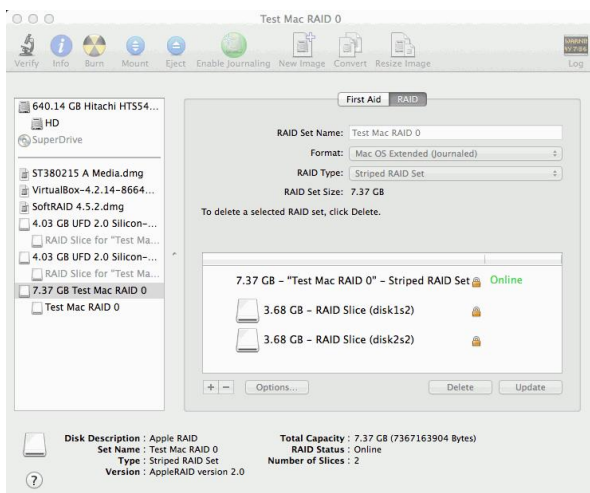 Test Mac RAID 0
Verify Info Burn Mount Eject Enable Journaling New Image Convert Resize Image Log
First Aid RAID
640.14 GB Hitachi HTS54...
HD
SuperDrive
ST380215 A Media.dmg
VirtualBox-4.2.14-8664...
SoftRAID 4.5.2.dmg
4.03 GB UFD 2.0 Silicon-...
RAID Slice for "Test Ma...
4.03 GB UFD 2.0 Silicon-...
RAID Slice for "Test Ma...
7.37 GB Test Mac RAID 0
Test Mac RAID 0
RAID Set Name: Test Mac RAID 0
Format: Mac OS Extended (Journaled)
RAID Type: Striped RAID Set
RAID Set Size: 7.37 GB
To delete a selected RAID set, click Delete.
7.37 GB - "Test Mac RAID 0" - Striped RAID Set Online
3.68 GB - RAID Slice (disk1s2)
3.68 GB - RAID Slice (disk2s2)
+ - Options... Delete Update
Disk Description : Apple RAID
Set Name : Test Mac RAID 0
Type : Striped RAID Set
Version : AppleRAID version 2.0
Total Capacity : 7.37 GB (7367163904 Bytes)
RAID Status : Online
Number of Slices : 2
?